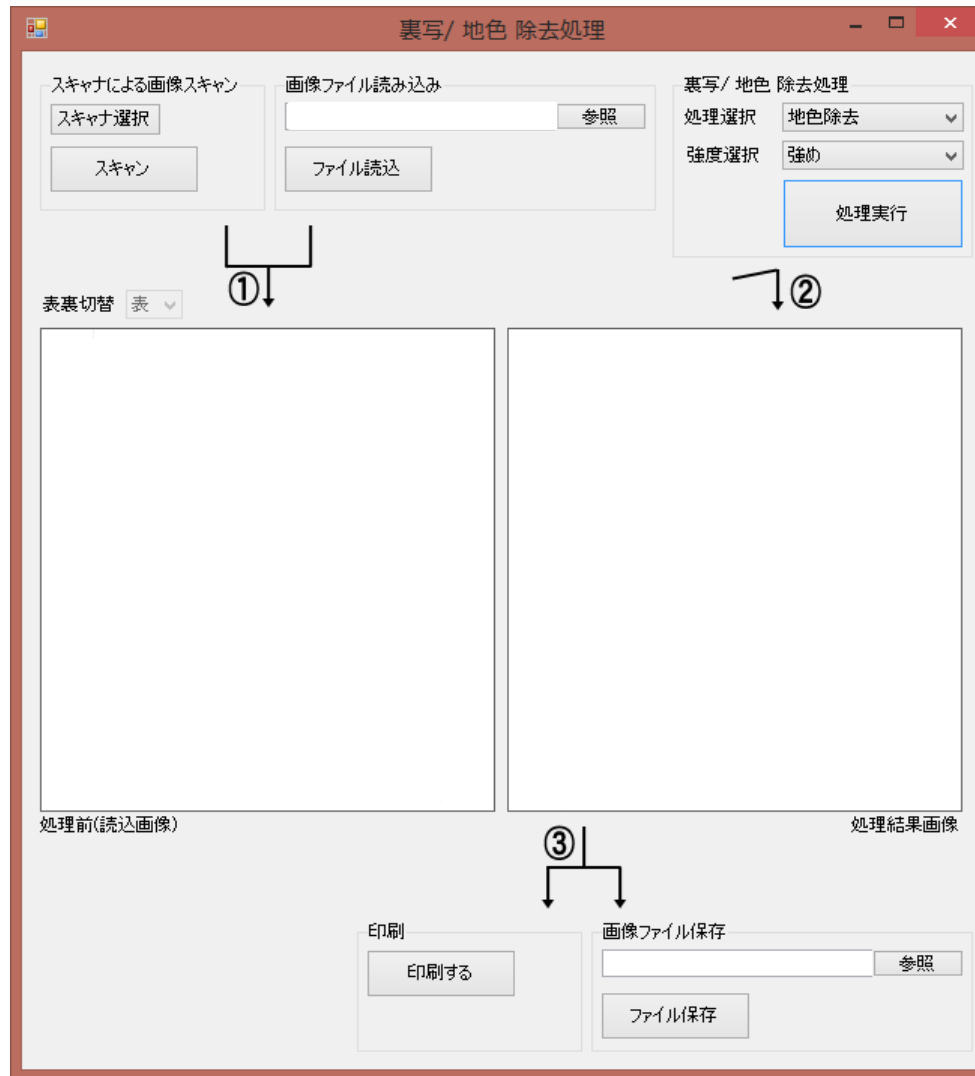 裏写/ 地色 除去処理
スキャナによる画像スキャン
スキャナ選択
スキャン
画像ファイル読み込み
参照
ファイル読込
裏写/ 地色 除去処理
処理選択 地色除去
強度選択 強め
処理実行
①
②
表裏切替 表
処理前(読込画像)
処理結果画像
③
印刷
印刷する
画像ファイル保存
参照
ファイル保存